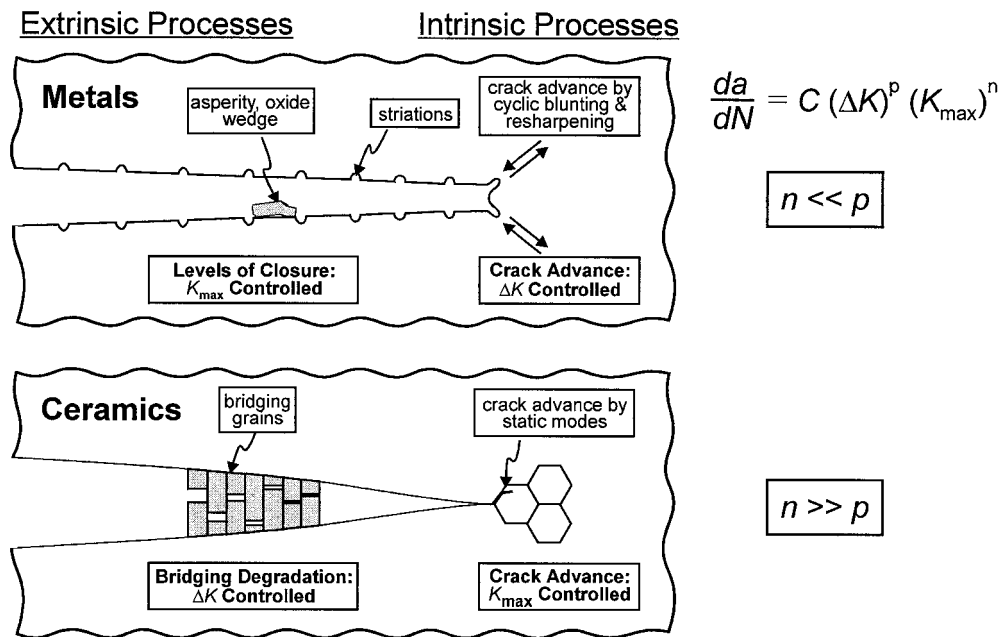 Extrinsic Processes
Intrinsic Processes
Metals
asperity, oxide
wedge
striations
crack advance by
cyclic blunting &
resharpening
da/dN = C (ΔK)^p (K_max)^n
n << p
Levels of Closure:
K_max Controlled
Crack Advance:
ΔK Controlled
Ceramics
bridging
grains
crack advance by
static modes
n >> p
Bridging Degradation:
ΔK Controlled
Crack Advance:
K_max Controlled